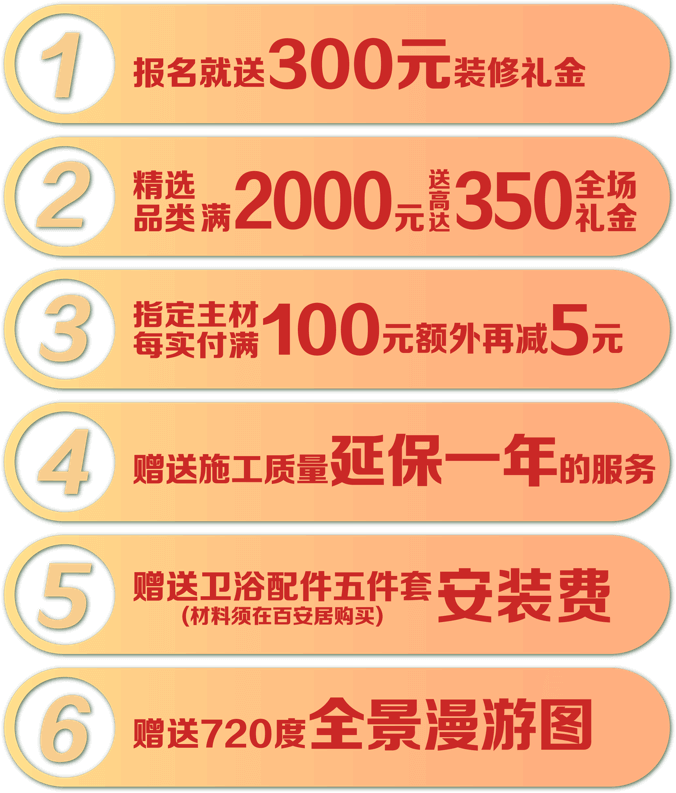 1
报名就送300元装修礼金
2
精选
品类 满2000元
送高达
350
全场
礼金
3
指定主材
每实付满
100元额外再减5元
4
赠送施工质量延保一年的服务
5
赠送卫浴配件五件套安装费
(材料须在百安居购买)
6
赠送720度全景漫游图